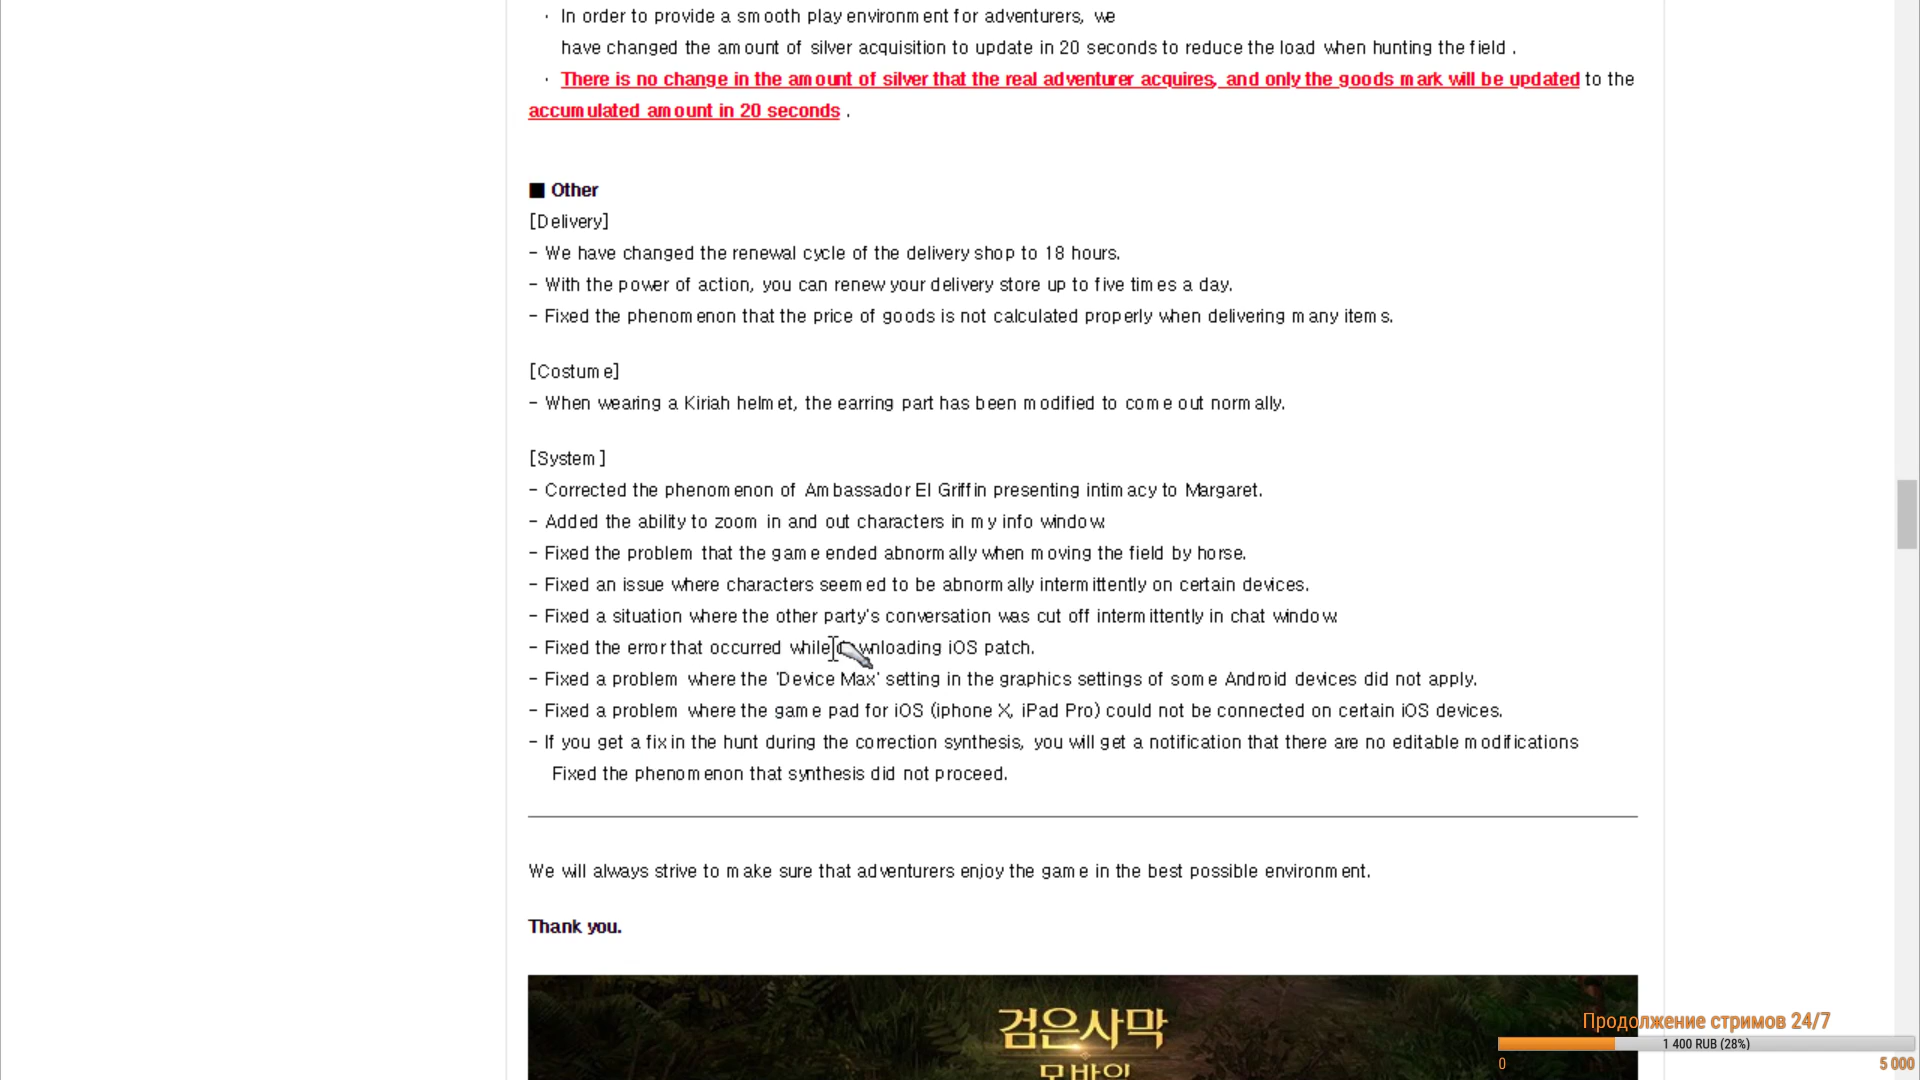 · In order to provide a smooth play environment for adventurers, we
have changed the amount of silver acquisition to update in 20 seconds to reduce the load when hunting the field .
· There is no change in the amount of silver that the real adventurer acquires, and only the goods mark will be updated to the
accumulated amount in 20 seconds .
■ Other
[Delivery]
- We have changed the renewal cycle of the delivery shop to 18 hours.
- With the power of action, you can renew your delivery store up to five times a day.
- Fixed the phenomenon that the price of goods is not calculated properly when delivering many items.
[Costume]
- When wearing a Kiriah helmet, the earring part has been modified to come out normally.
[System]
- Corrected the phenomenon of Ambassador El Griffin presenting intimacy to Margaret.
- Added the ability to zoom in and out characters in my info window.
- Fixed the problem that the game ended abnormally when moving the field by horse.
- Fixed an issue where characters seemed to be abnormally intermittently on certain devices.
- Fixed a situation where the other party's conversation was cut off intermittently in chat window.
- Fixed the error that occurred while downloading iOS patch.
- Fixed a problem where the 'Device Max' setting in the graphics settings of some Android devices did not apply.
- Fixed a problem where the game pad for iOS (iphone X, iPad Pro) could not be connected on certain iOS devices.
- If you get a fix in the hunt during the correction synthesis, you will get a notification that there are no editable modifications
Fixed the phenomenon that synthesis did not proceed.
We will always strive to make sure that adventurers enjoy the game in the best possible environment.
Thank you.
검은사막
모바일
Продолжение стримов 24/7
1 400 RUB (28%)
0 5 000